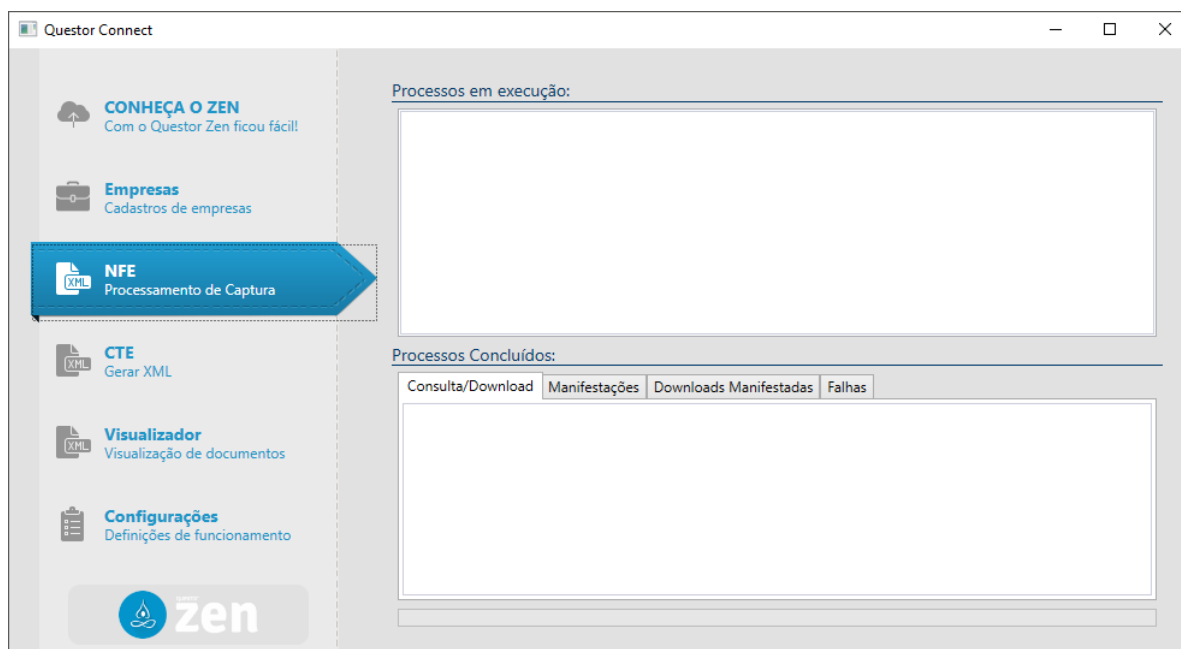 Questor Connect
CONHEÇA O ZEN
Com o Questor Zen ficou fácil!
Empresas
Cadastros de empresas
XML
NFE
Processamento de Captura
XML
CTE
Gerar XML
XML
Visualizador
Visualização de documentos
Configurações
Definições de funcionamento
zen
Processos em execução:
Processos Concluídos:
Consulta/Download
Manifestações
Downloads Manifestadas
Falhas